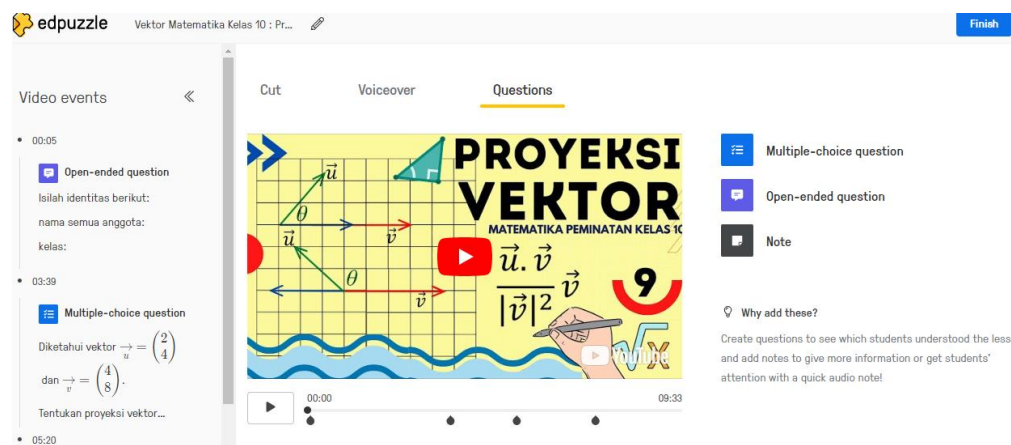 edpuzzle
Vektor Matematika Kelas 10 : Pr...
Finish
Video events
00:05
Open-ended question
Isilah identitas berikut:
nama semua anggota:
kelas:
03:39
Multiple-choice question
Diketahui vektor →u = (2 4)
dan →v = (4 8).
Tentukan proyeksi vektor...
05:20
Cut
Voiceover
Questions
PROYEKSI
VEKTOR
MATEMATIKA PEMINATAN KELAS 10
u⃗
θ
v⃗
u⃗
θ
v⃗
u⃗ . v⃗
|v⃗|² v⃗
9
YouTube
√x
00:00
09:33
Multiple-choice question
Open-ended question
Note
Why add these?
Create questions to see which students understood the less
and add notes to give more information or get students'
attention with a quick audio note!